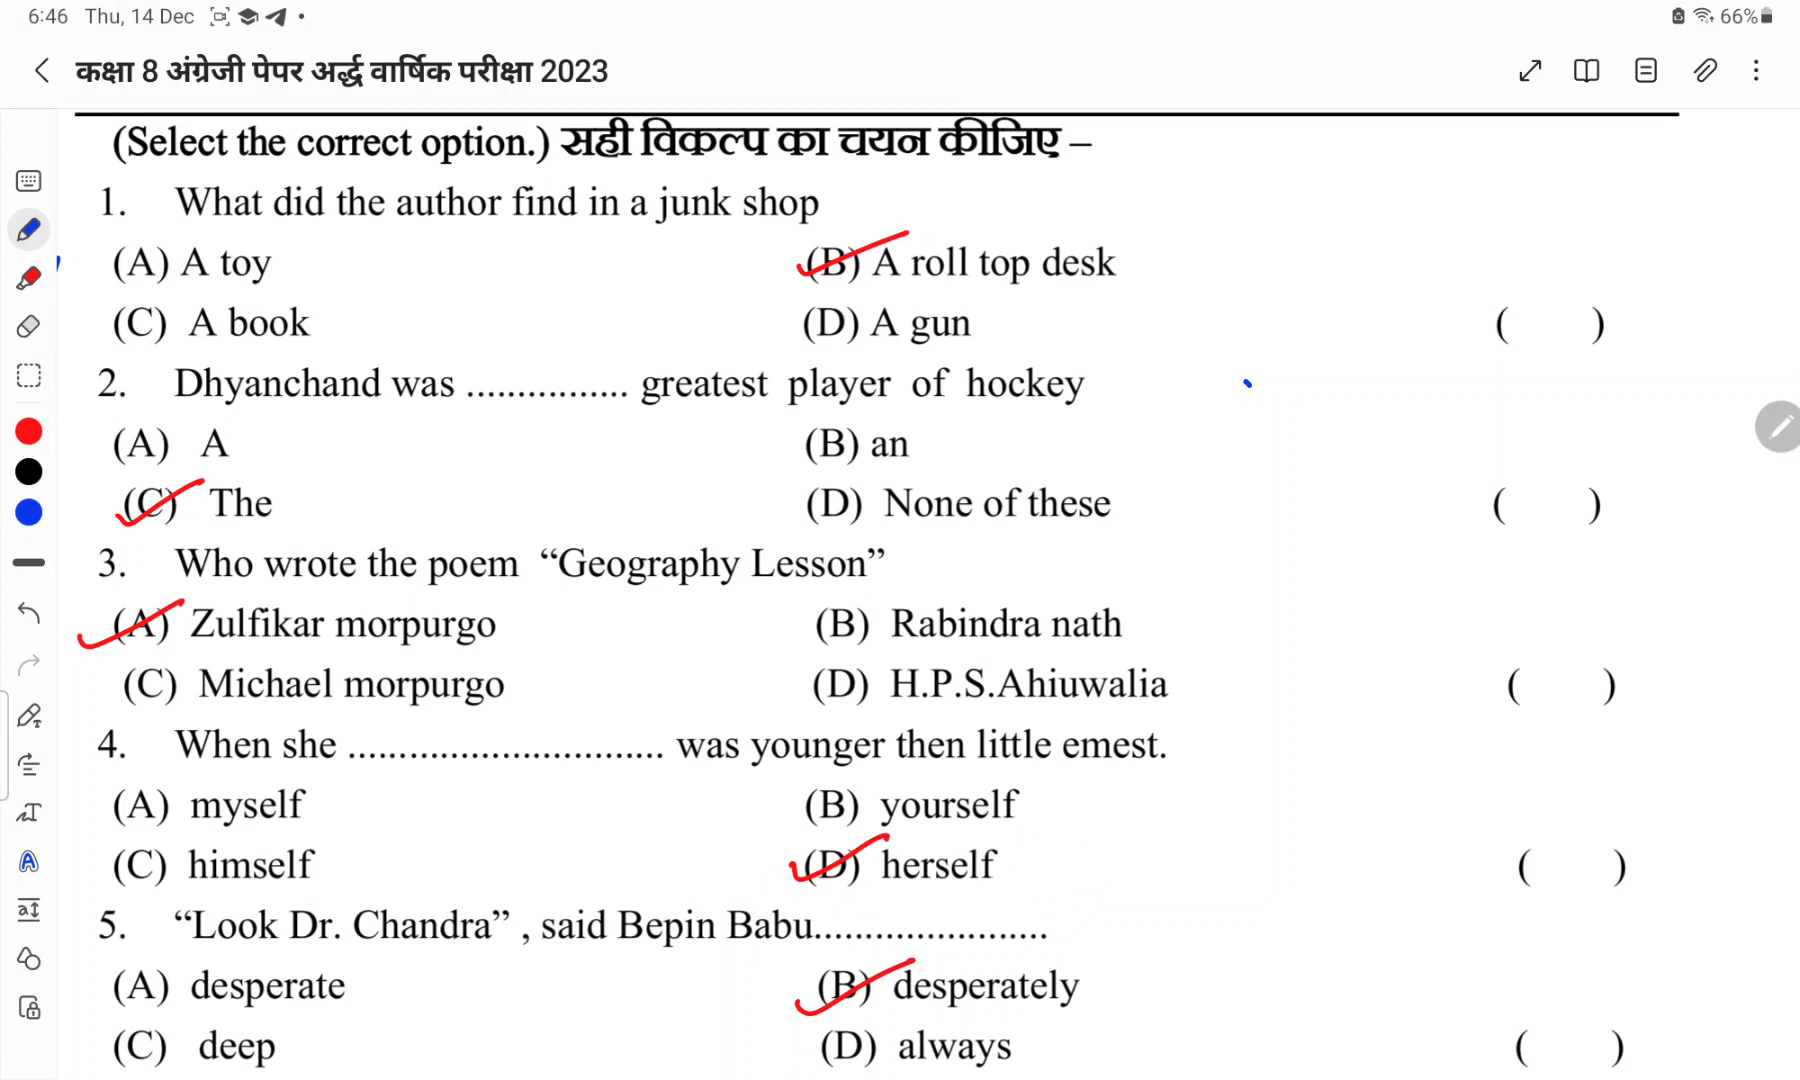 6:46 Thu, 14 Dec
66%
कक्षा 8 अंग्रेजी पेपर अर्द्ध वार्षिक परीक्षा 2023
(Select the correct option.) सही विकल्प का चयन कीजिए –
1. What did the author find in a junk shop
(A) A toy (B) A roll top desk
(C) A book (D) A gun ( )
2. Dhyanchand was ................ greatest player of hockey
(A) A (B) an
(C) The (D) None of these ( )
3. Who wrote the poem “Geography Lesson”
(A) Zulfikar morpurgo (B) Rabindra nath
(C) Michael morpurgo (D) H.P.S.Ahiuwalia ( )
4. When she ............................... was younger then little emest.
(A) myself (B) yourself
(C) himself (D) herself ( )
5. “Look Dr. Chandra” , said Bepin Babu.......................
(A) desperate (B) desperately
(C) deep (D) always ( )